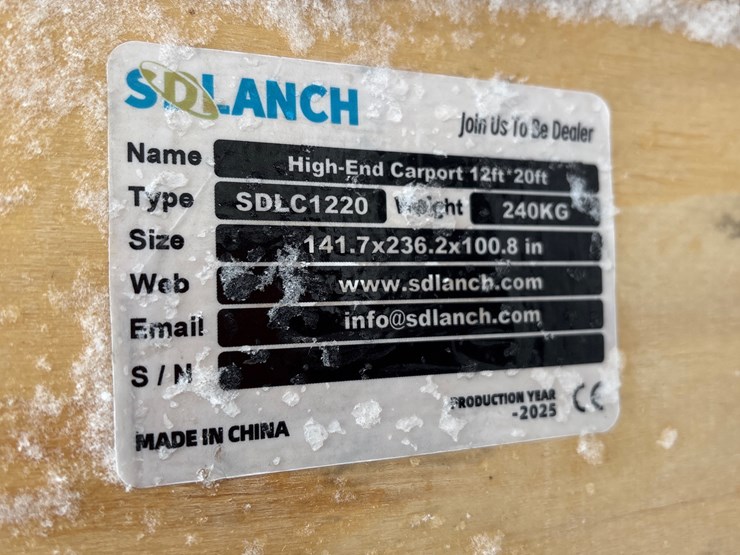 SDLANCH
Join Us To Be Dealer
Name High-End Carport 12ft*20ft
Type SDLC1220 Weight 240KG
Size 141.7x236.2x100.8 in
Web www.sdlanch.com
Email info@sdlanch.com
S / N
PRODUCTION YEAR
-2025 CE
MADE IN CHINA